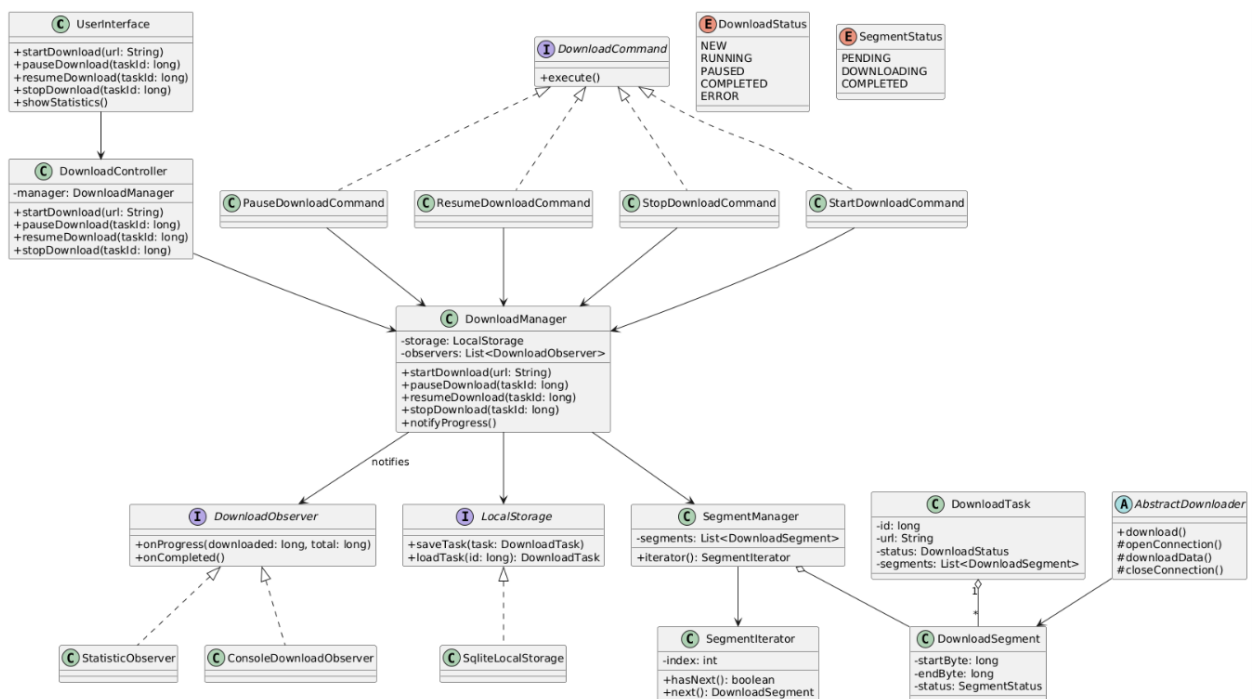 C UserInterface
+startDownload(url: String)
+pauseDownload(taskId: long)
+resumeDownload(taskId: long)
+stopDownload(taskId: long)
+showStatistics()
I DownloadCommand
+execute()
E DownloadStatus
NEW
RUNNING
PAUSED
COMPLETED
ERROR
E SegmentStatus
PENDING
DOWNLOADING
COMPLETED
C DownloadController
-manager: DownloadManager
+startDownload(url: String)
+pauseDownload(taskId: long)
+resumeDownload(taskId: long)
+stopDownload(taskId: long)
C PauseDownloadCommand
C ResumeDownloadCommand
C StopDownloadCommand
C StartDownloadCommand
C DownloadManager
-storage: LocalStorage
-observers: List<DownloadObserver>
+startDownload(url: String)
+pauseDownload(taskId: long)
+resumeDownload(taskId: long)
+stopDownload(taskId: long)
+notifyProgress()
notifies
I DownloadObserver
+onProgress(downloaded: long, total: long)
+onCompleted()
I LocalStorage
+saveTask(task: DownloadTask)
+loadTask(id: long): DownloadTask
C SegmentManager
-segments: List<DownloadSegment>
+iterator(): SegmentIterator
C DownloadTask
-id: long
-url: String
-status: DownloadStatus
-segments: List<DownloadSegment>
A AbstractDownloader
+download()
#openConnection()
#downloadData()
#closeConnection()
1
*
C StatisticObserver
C ConsoleDownloadObserver
C SqliteLocalStorage
C SegmentIterator
-index: int
+hasNext(): boolean
+next(): DownloadSegment
C DownloadSegment
-startByte: long
-endByte: long
-status: SegmentStatus